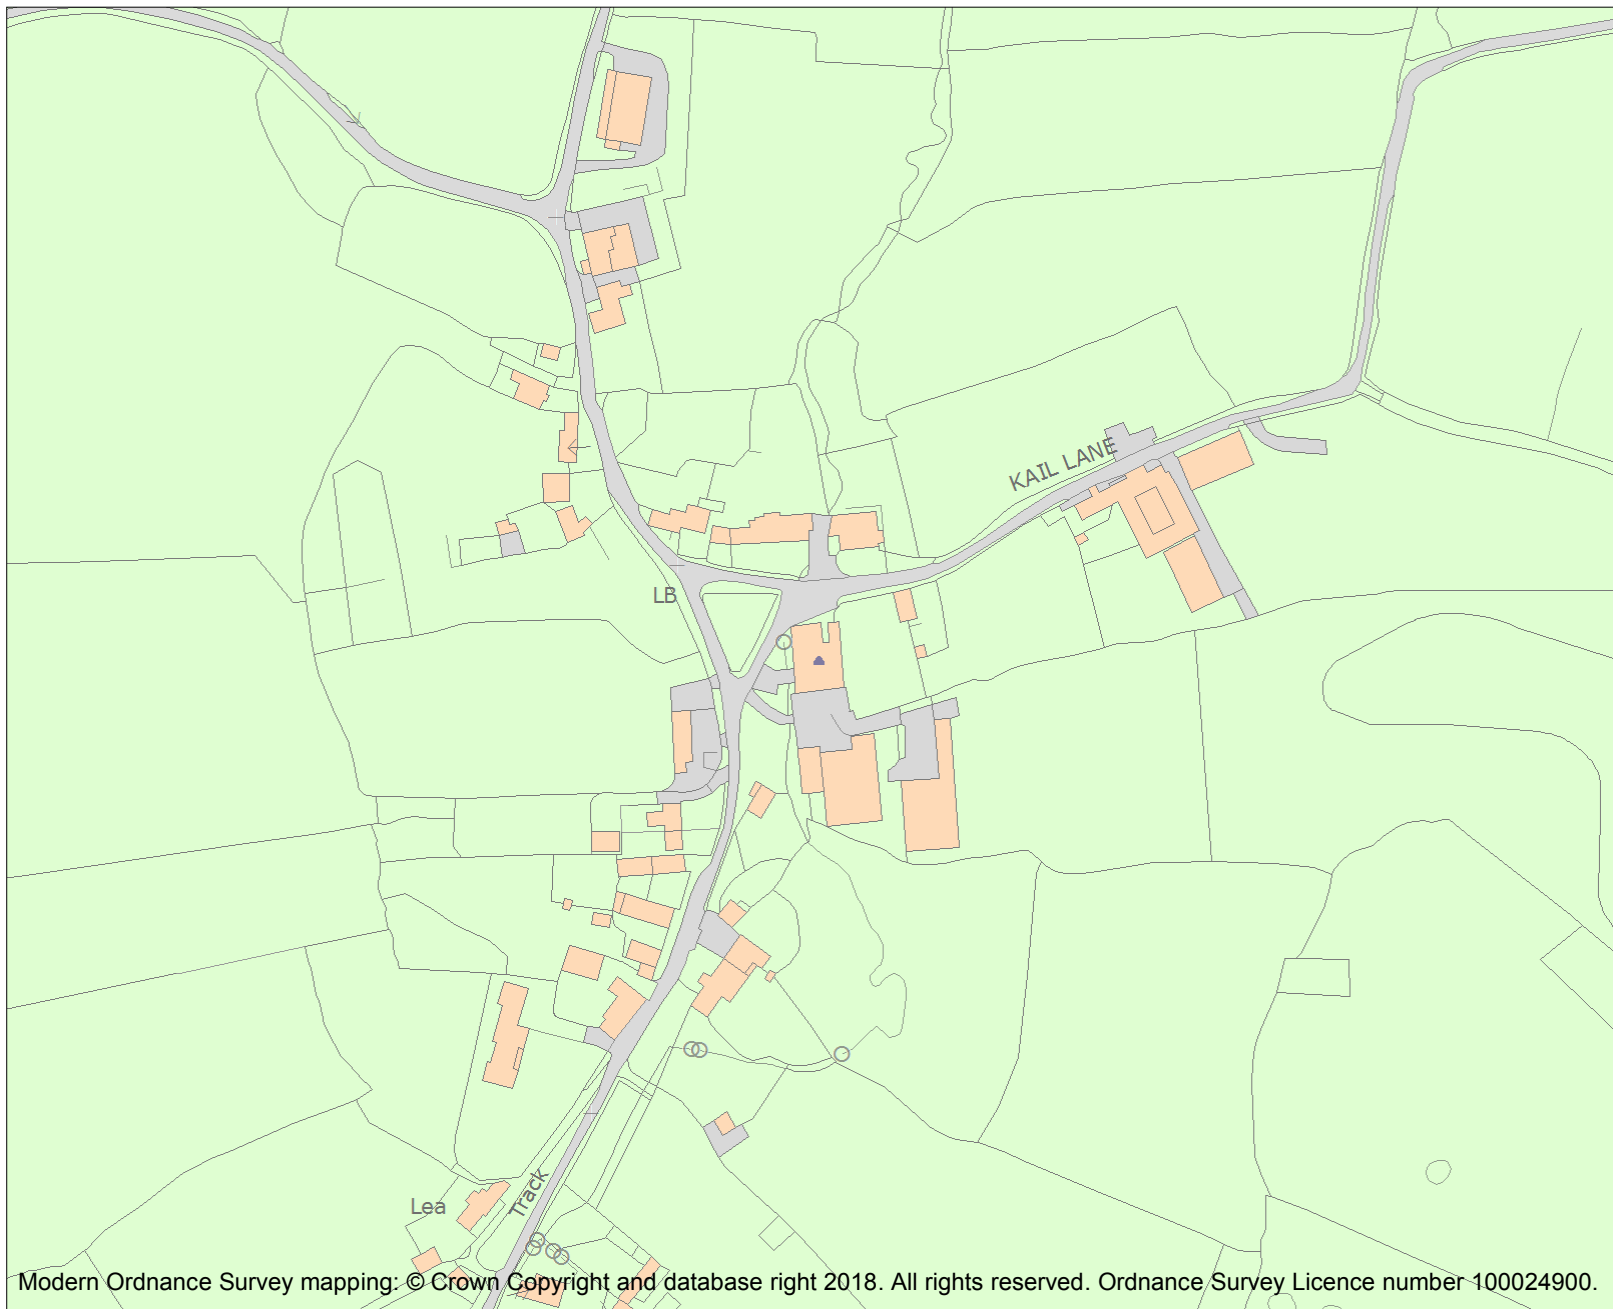 KAIL LANE
LB
Track
Lea
Modern Ordnance Survey mapping: © Crown Copyright and database right 2018. All rights reserved. Ordnance Survey Licence number 100024900.